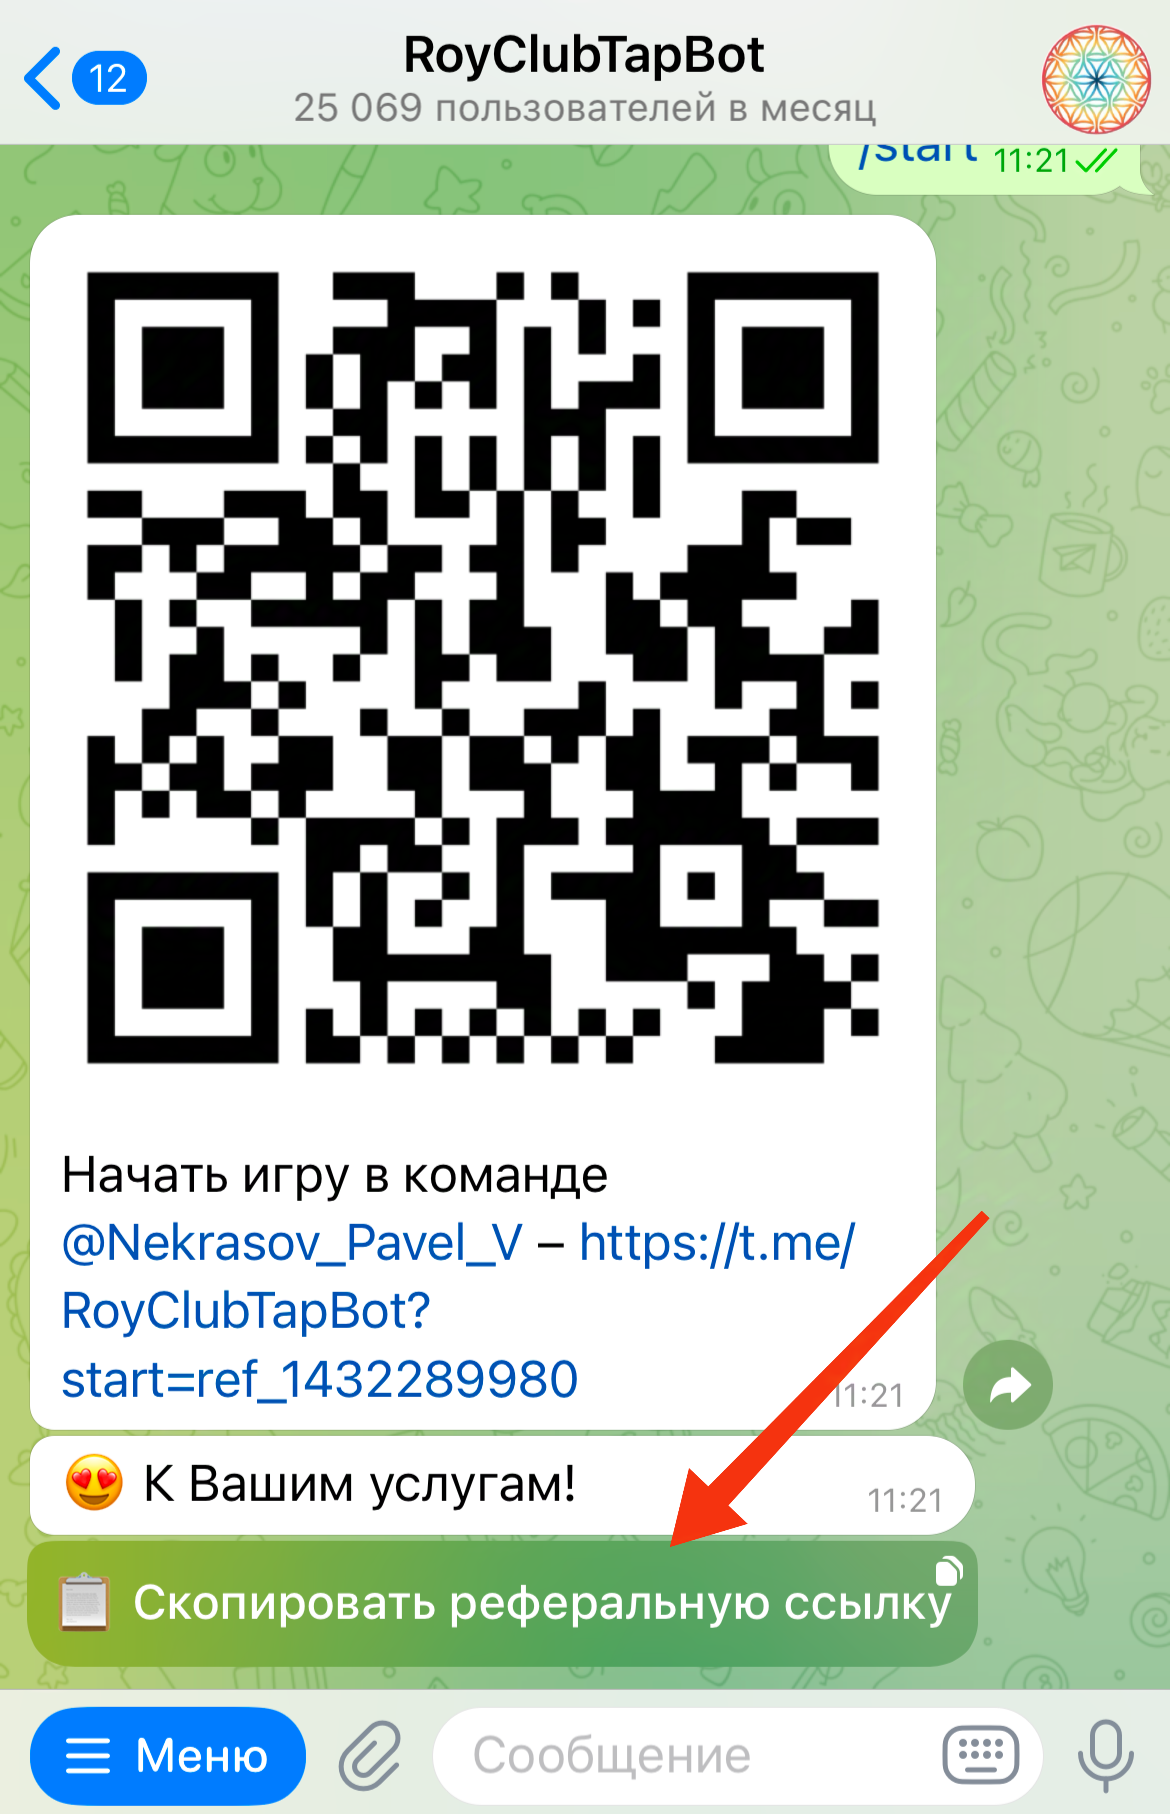 12
RoyClubTapBot
25 069 пользователей в месяц
/start 11:21
Начать игру в команде
@Nekrasov_Pavel_V – https://t.me/
RoyClubTapBot?
start=ref_1432289980
11:21
К Вашим услугам!
11:21
Скопировать реферальную ссылку
Меню
Сообщение